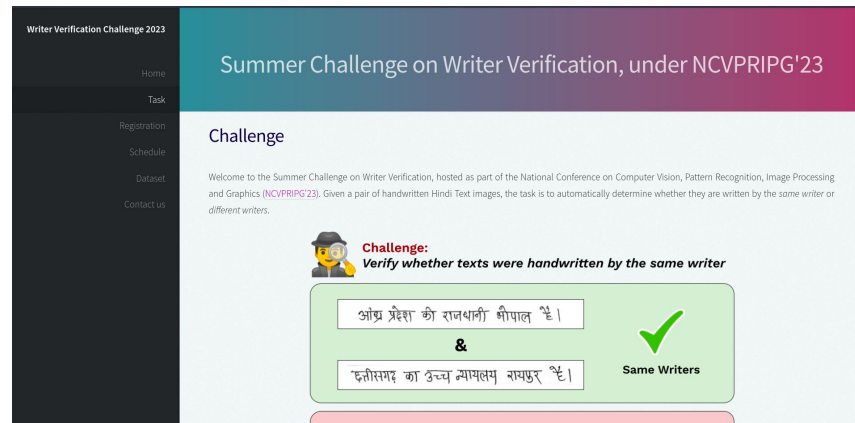 Writer Verification Challenge 2023
Home
Task
Registration
Schedule
Dataset
Contact us
Summer Challenge on Writer Verification, under NCVPRIPG'23
Challenge
Welcome to the Summer Challenge on Writer Verification, hosted as part of the National Conference on Computer Vision, Pattern Recognition, Image Processing
and Graphics (NCVPRIPG'23). Given a pair of handwritten Hindi Text images, the task is to automatically determine whether they are written by the same writer or
different writers.
Challenge:
Verify whether texts were handwritten by the same writer
आंध्र प्रदेश की राजधानी भोपाल है।
&
छत्तीसगढ़ का उच्च न्यायलय रायपुर है।
Same Writers